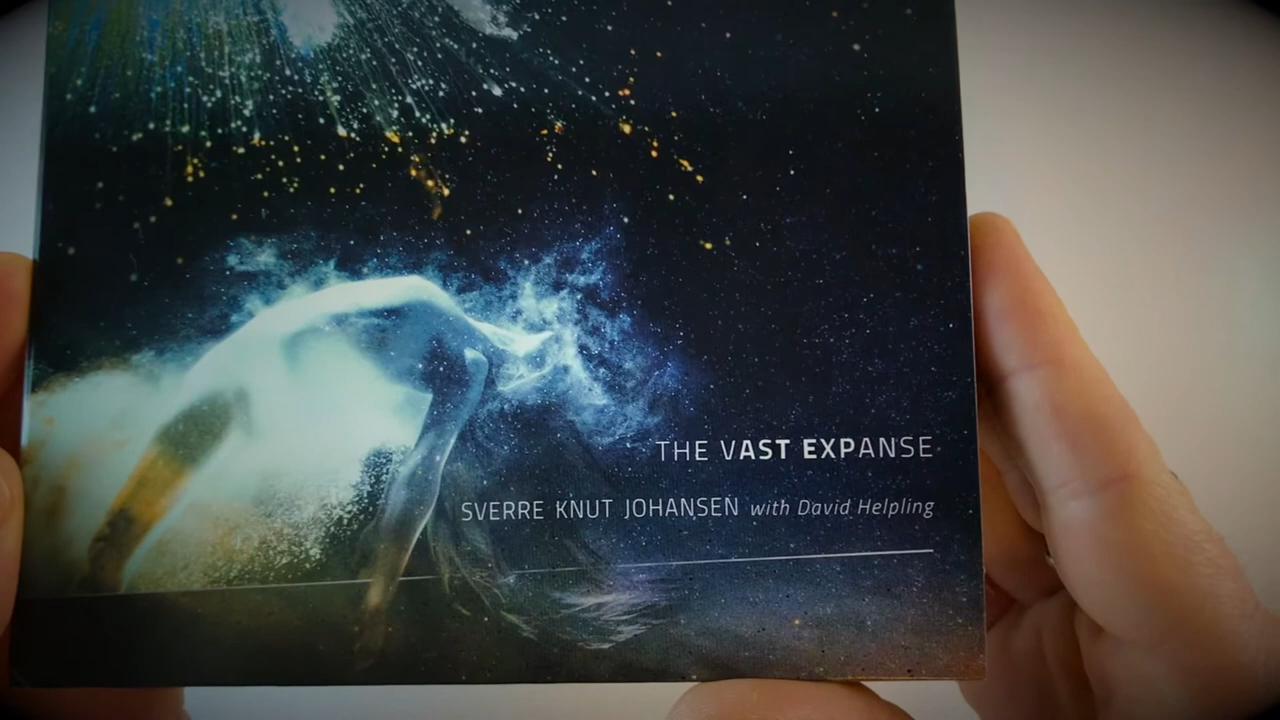 THE VAST EXPANSE
SVERRE KNUT JOHANSEN with David Helpling